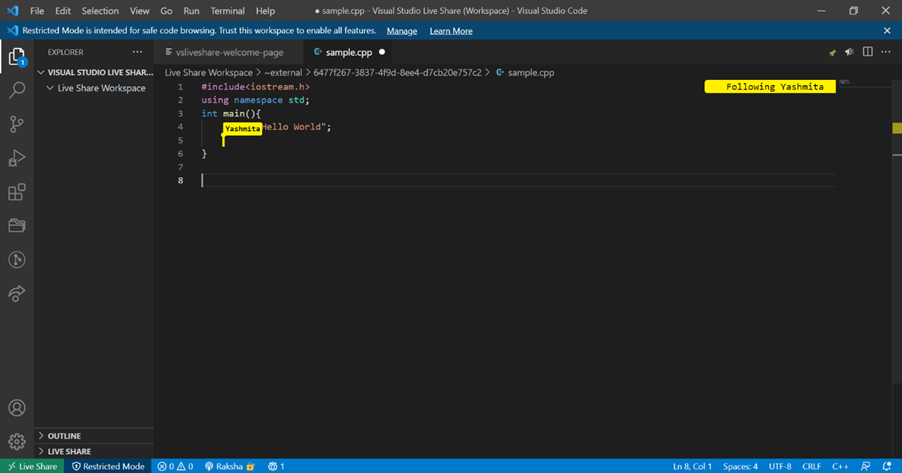 File Edit Selection View Go Run Terminal Help
● sample.cpp - Visual Studio Live Share (Workspace) - Visual Studio Code
Restricted Mode is intended for safe code browsing. Trust this workspace to enable all features. Manage Learn More
EXPLORER ...
vsliveshare-welcome-page
sample.cpp ●
1
VISUAL STUDIO LIVE SHAR...
Live Share Workspace
Live Share Workspace > ~external > 6477f267-3837-4f9d-8ee4-d7cb20e757c2 > sample.cpp
Following Yashmita
1 #include<iostream.h>
2 using namespace std;
3 int main(){
4 Hello World";
Yashmita
5
6 }
7
8
OUTLINE
LIVE SHARE
Live Share Restricted Mode 0 0 Raksha 1 Ln 8, Col 1 Spaces: 4 UTF-8 CRLF C++